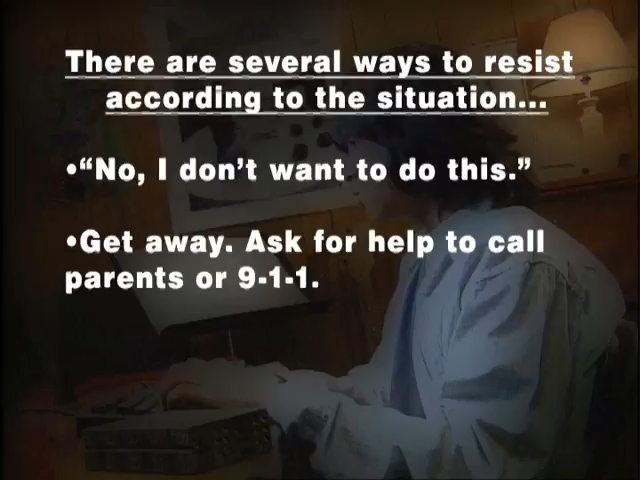 There are several ways to resist
according to the situation...
•“No, I don’t want to do this.”
•Get away. Ask for help to call
parents or 9-1-1.